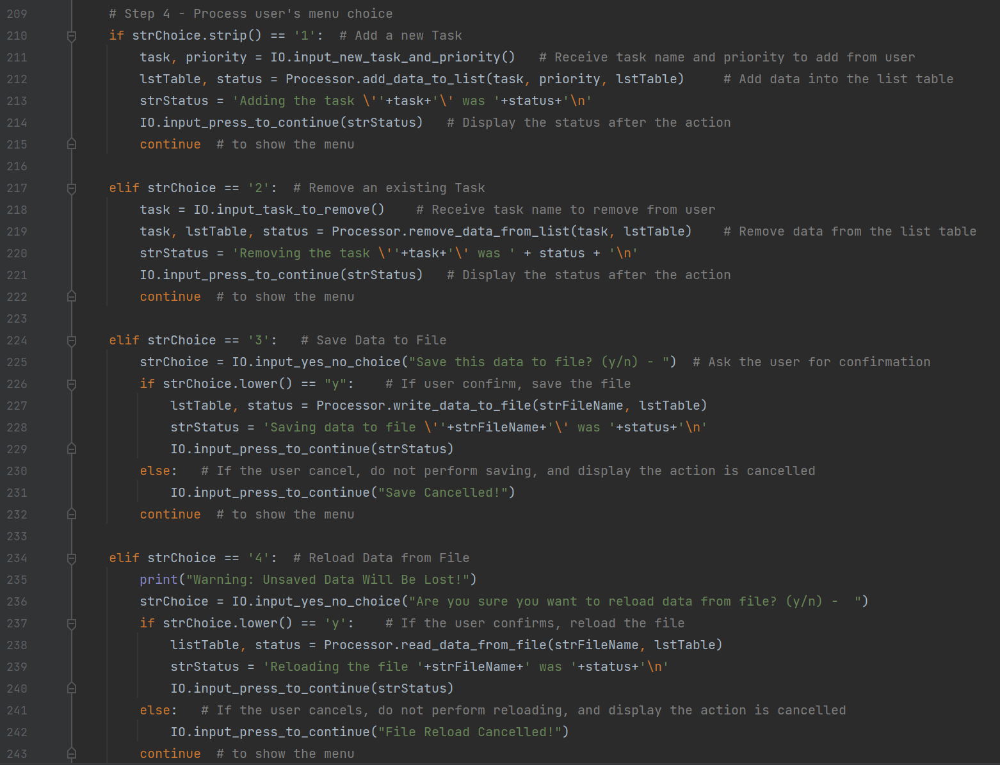 209 # Step 4 - Process user's menu choice
210 if strChoice.strip() == '1':  # Add a new Task
211 task, priority = IO.input_new_task_and_priority()   # Receive task name and priority to add from user
212 lstTable, status = Processor.add_data_to_list(task, priority, lstTable)     # Add data into the list table
213 strStatus = 'Adding the task \''+task+'\' was '+status+'\n'
214 IO.input_press_to_continue(strStatus)   # Display the status after the action
215 continue  # to show the menu
216
217 elif strChoice == '2':  # Remove an existing Task
218 task = IO.input_task_to_remove()    # Receive task name to remove from user
219 task, lstTable, status = Processor.remove_data_from_list(task, lstTable)    # Remove data from the list table
220 strStatus = 'Removing the task \''+task+'\' was ' + status + '\n'
221 IO.input_press_to_continue(strStatus)   # Display the status after the action
222 continue  # to show the menu
223
224 elif strChoice == '3':   # Save Data to File
225 strChoice = IO.input_yes_no_choice("Save this data to file? (y/n) - ")  # Ask the user for confirmation
226 if strChoice.lower() == "y":    # If user confirm, save the file
227 lstTable, status = Processor.write_data_to_file(strFileName, lstTable)
228 strStatus = 'Saving data to file \''+strFileName+'\' was '+status+'\n'
229 IO.input_press_to_continue(strStatus)
230 else:   # If the user cancel, do not perform saving, and display the action is cancelled
231 IO.input_press_to_continue("Save Cancelled!")
232 continue  # to show the menu
233
234 elif strChoice == '4':  # Reload Data from File
235 print("Warning: Unsaved Data Will Be Lost!")
236 strChoice = IO.input_yes_no_choice("Are you sure you want to reload data from file? (y/n) -  ")
237 if strChoice.lower() == 'y':    # If the user confirms, reload the file
238 listTable, status = Processor.read_data_from_file(strFileName, lstTable)
239 strStatus = 'Reloading the file '+strFileName+' was '+status+'\n'
240 IO.input_press_to_continue(strStatus)
241 else:   # If the user cancels, do not perform reloading, and display the action is cancelled
242 IO.input_press_to_continue("File Reload Cancelled!")
243 continue  # to show the menu